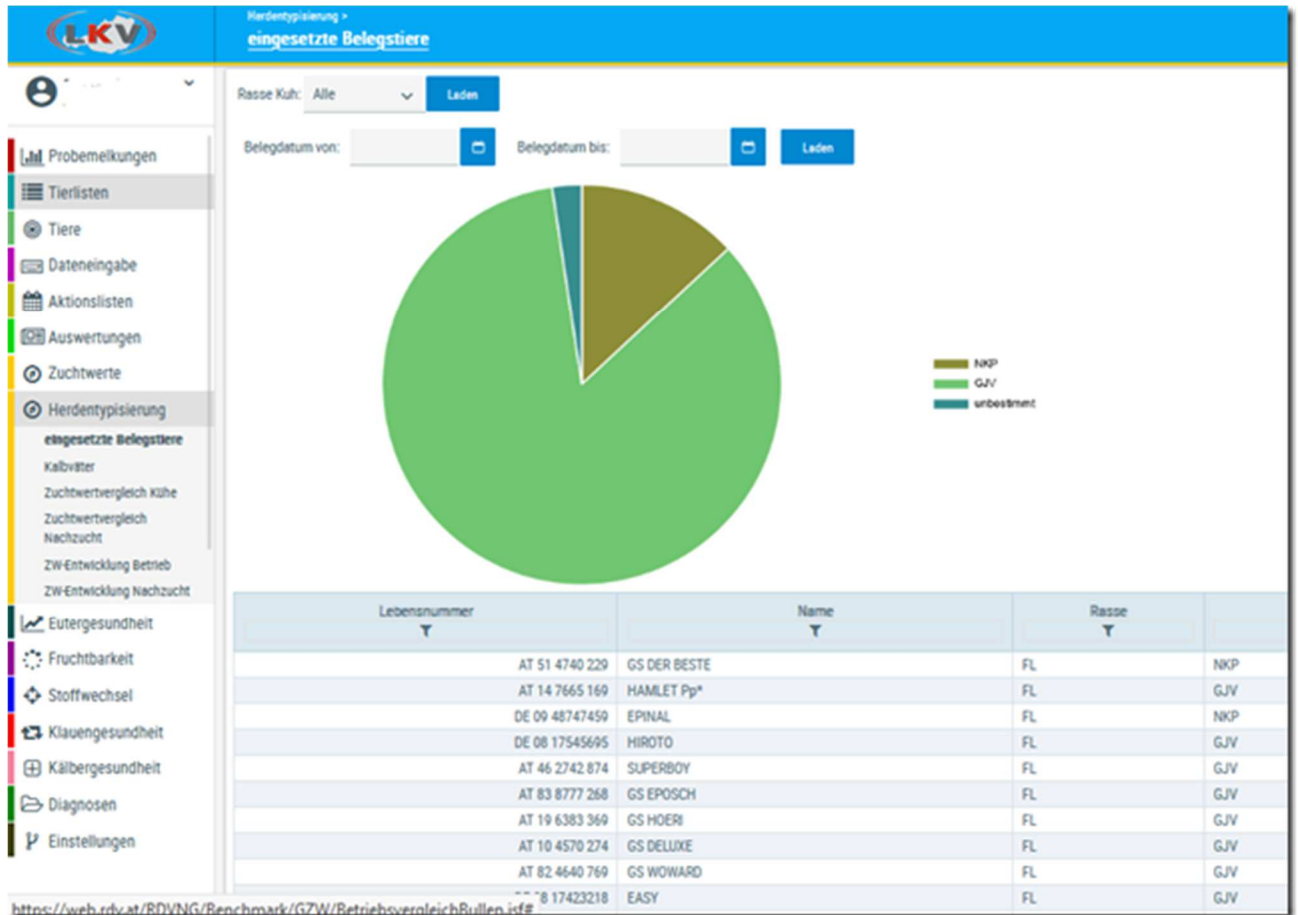 LKV
Herdentypisierung >
eingesetzte Belegstiere
Rasse Kuh: Alle Laden
Belegdatum von: Belegdatum bis: Laden
Probemelkungen
Tierlisten
Tiere
Dateneingabe
Aktionslisten
Auswertungen
Zuchtwerte
Herdentypisierung
eingesetzte Belegstiere
Kalbväter
Zuchtwertvergleich Kühe
Zuchtwertvergleich
Nachzucht
ZW-Entwicklung Betrieb
ZW-Entwicklung Nachzucht
Eutergesundheit
Fruchtbarkeit
Stoffwechsel
Klauengesundheit
Kälbergesundheit
Diagnosen
Einstellungen
NKP
GJV
unbestimmt
Lebensnummer Name Rasse
AT 51 4740 229 GS DER BESTE FL NKP
AT 14 7665 169 HAMLET Pp* FL GJV
DE 09 48747459 EPINAL FL NKP
DE 08 17545695 HIROTO FL GJV
AT 46 2742 874 SUPERBOY FL GJV
AT 83 8777 268 GS EPOSCH FL GJV
AT 19 6383 369 GS HOERI FL GJV
AT 10 4570 274 GS DELUXE FL GJV
AT 82 4640 769 GS WOWARD FL GJV
8 17423218 EASY FL GJV
https://web.rdv.at/RDVNG/Benchmark/GZW/BetriebsvergleichBullen.jsf#